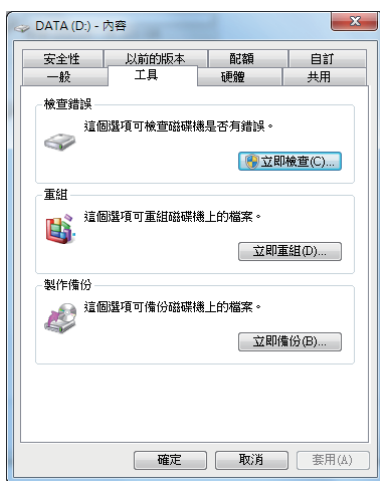 DATA (D:) - 內容
安全性 以前的版本 配額 自訂
一般 工具 硬體 共用
檢查錯誤
這個選項可檢查磁碟機是否有錯誤。
立即檢查(C)...
重組
這個選項可重組磁碟機上的檔案。
立即重組(D)...
製作備份
這個選項可備份磁碟機上的檔案。
立即備份(B)...
確定 取消 套用(A)